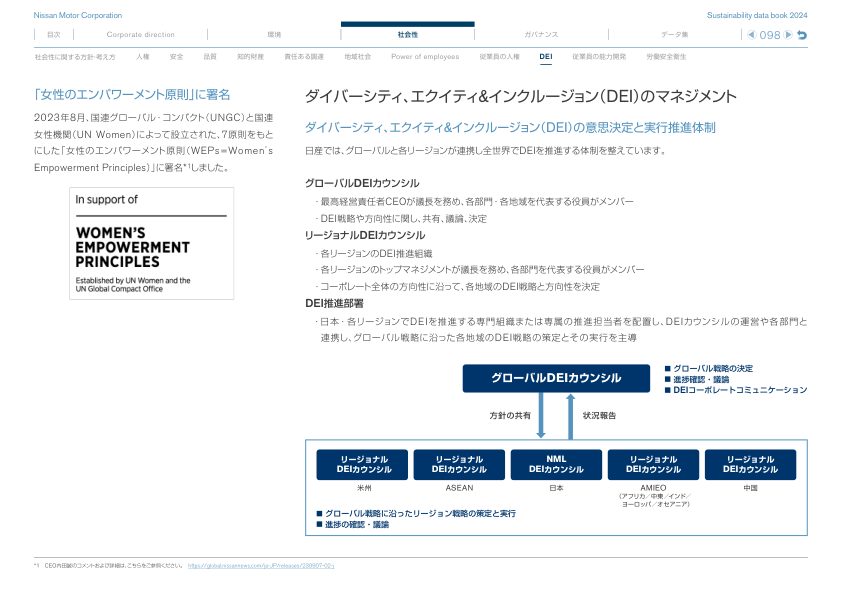 Nissan Motor Corporation
Sustainability data book 2024
目次
Corporate direction
環境
社会性
ガバナンス
データ集
098
社会性に関する方針・考え方
人権
安全
品質
知的財産
責任ある調達
地域社会
Power of employees
従業員の人権
DEI
従業員の能力開発
労働安全衛生
「女性のエンパワーメント原則」に署名
2023年8月、国連グローバル・コンパクト(UNGC)と国連
女性機関(UN Women)によって設立された、7原則をもと
にした「女性のエンパワーメント原則(WEPs=Women's
Empowerment Principles)」に署名*1しました。
In support of
WOMEN'S
EMPOWERMENT
PRINCIPLES
Established by UN Women and the
UN Global Compact Office
ダイバーシティ、エクイティ&インクルージョン(DEI)のマネジメント
ダイバーシティ、エクイティ&インクルージョン(DEI)の意思決定と実行推進体制
日産では、グローバルと各リージョンが連携し全世界でDEIを推進する体制を整えています。
グローバルDEIカウンシル
・最高経営責任者CEOが議長を務め、各部門・各地域を代表する役員がメンバー
・DEI戦略や方向性に関し、共有、議論、決定
リージョナルDEIカウンシル
・各リージョンのDEI推進組織
・各リージョンのトップマネジメントが議長を務め、各部門を代表する役員がメンバー
・コーポレート全体の方向性に沿って、各地域のDEI戦略と方向性を決定
DEI推進部署
・日本・各リージョンでDEIを推進する専門組織または専属の推進担当者を配置し、DEIカウンシルの運営や各部門と
連携し、グローバル戦略に沿った各地域のDEI戦略の策定とその実行を主導
グローバルDEIカウンシル
■ グローバル戦略の決定
■ 進捗確認・議論
■ DEIコーポレートコミュニケーション
方針の共有
状況報告
リージョナル
DEIカウンシル
米州
リージョナル
DEIカウンシル
ASEAN
NML
DEIカウンシル
日本
リージョナル
DEIカウンシル
AMIEO
(アフリカ/中東/インド/
ヨーロッパ/オセアニア)
リージョナル
DEIカウンシル
中国
■ グローバル戦略に沿ったリージョン戦略の策定と実行
■ 進捗の確認・議論
*1 CEO内田誠のコメントおよび詳細は、こちらをご参照ください。 https://global.nissannews.com/ja-JP/releases/230907-02-j